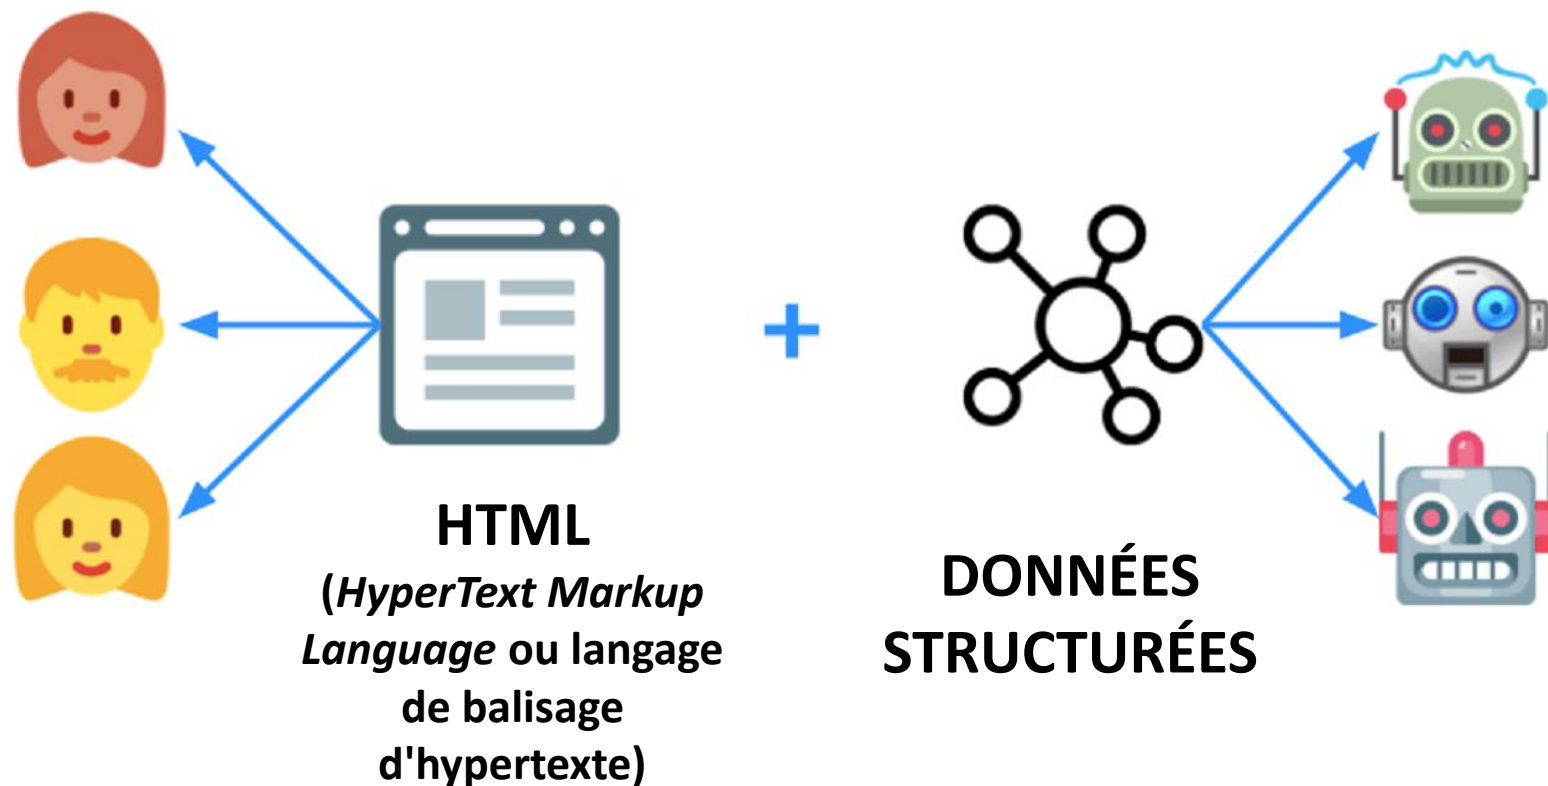 HTML
(HyperText Markup
Language ou langage
de balisage
d'hypertexte)
DONNÉES
STRUCTURÉES